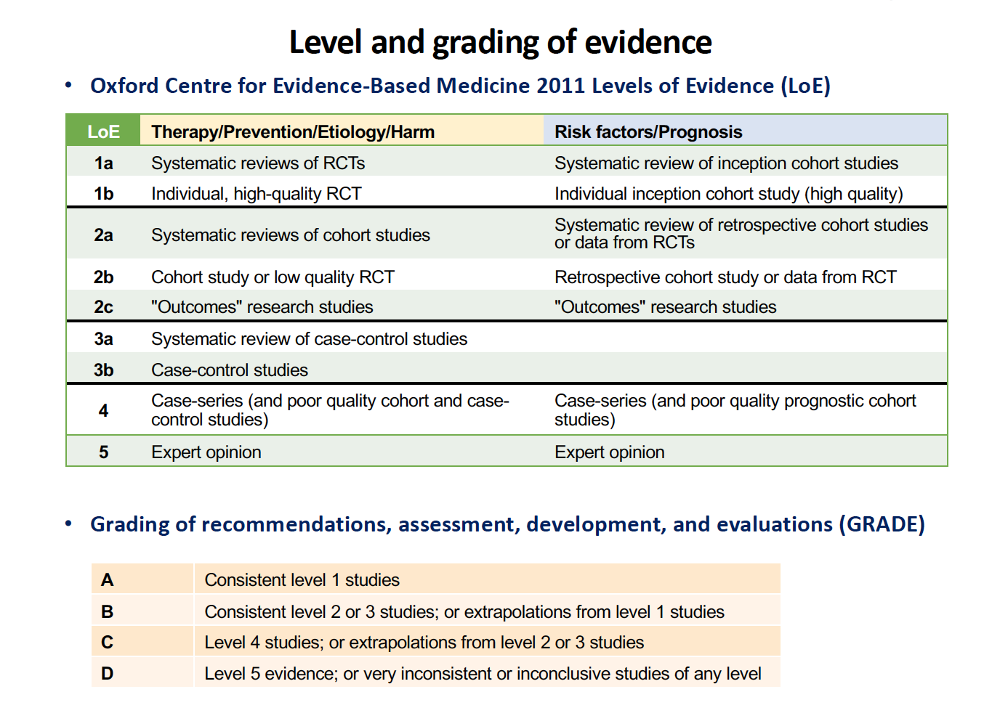 Level and grading of evidence
• Oxford Centre for Evidence-Based Medicine 2011 Levels of Evidence (LoE)
LoE Therapy/Prevention/Etiology/Harm Risk factors/Prognosis
1a Systematic reviews of RCTs Systematic review of inception cohort studies
1b Individual, high-quality RCT Individual inception cohort study (high quality)
2a Systematic reviews of cohort studies Systematic review of retrospective cohort studies
or data from RCTs
2b Cohort study or low quality RCT Retrospective cohort study or data from RCT
2c "Outcomes" research studies "Outcomes" research studies
3a Systematic review of case-control studies
3b Case-control studies
4 Case-series (and poor quality cohort and case-
control studies) Case-series (and poor quality prognostic cohort
studies)
5 Expert opinion Expert opinion
• Grading of recommendations, assessment, development, and evaluations (GRADE)
A Consistent level 1 studies
B Consistent level 2 or 3 studies; or extrapolations from level 1 studies
C Level 4 studies; or extrapolations from level 2 or 3 studies
D Level 5 evidence; or very inconsistent or inconclusive studies of any level